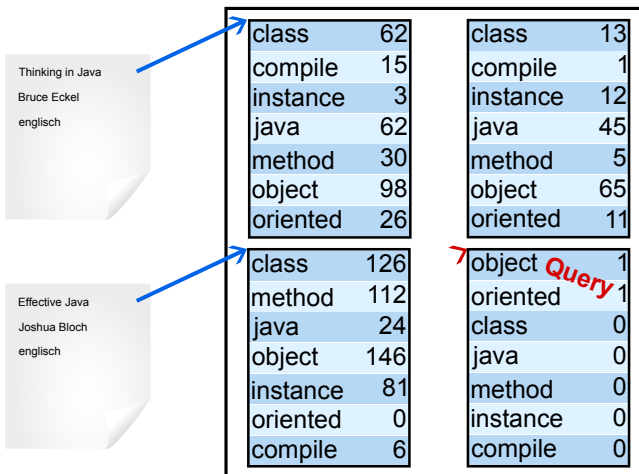 Thinking in Java
Bruce Eckel
englisch
class 62
compile 15
instance 3
java 62
method 30
object 98
oriented 26
class 13
compile 1
instance 12
java 45
method 5
object 65
oriented 11
Effective Java
Joshua Bloch
englisch
class 126
method 112
java 24
object 146
instance 81
oriented 0
compile 6
Query
object 1
oriented 1
class 0
java 0
method 0
instance 0
compile 0